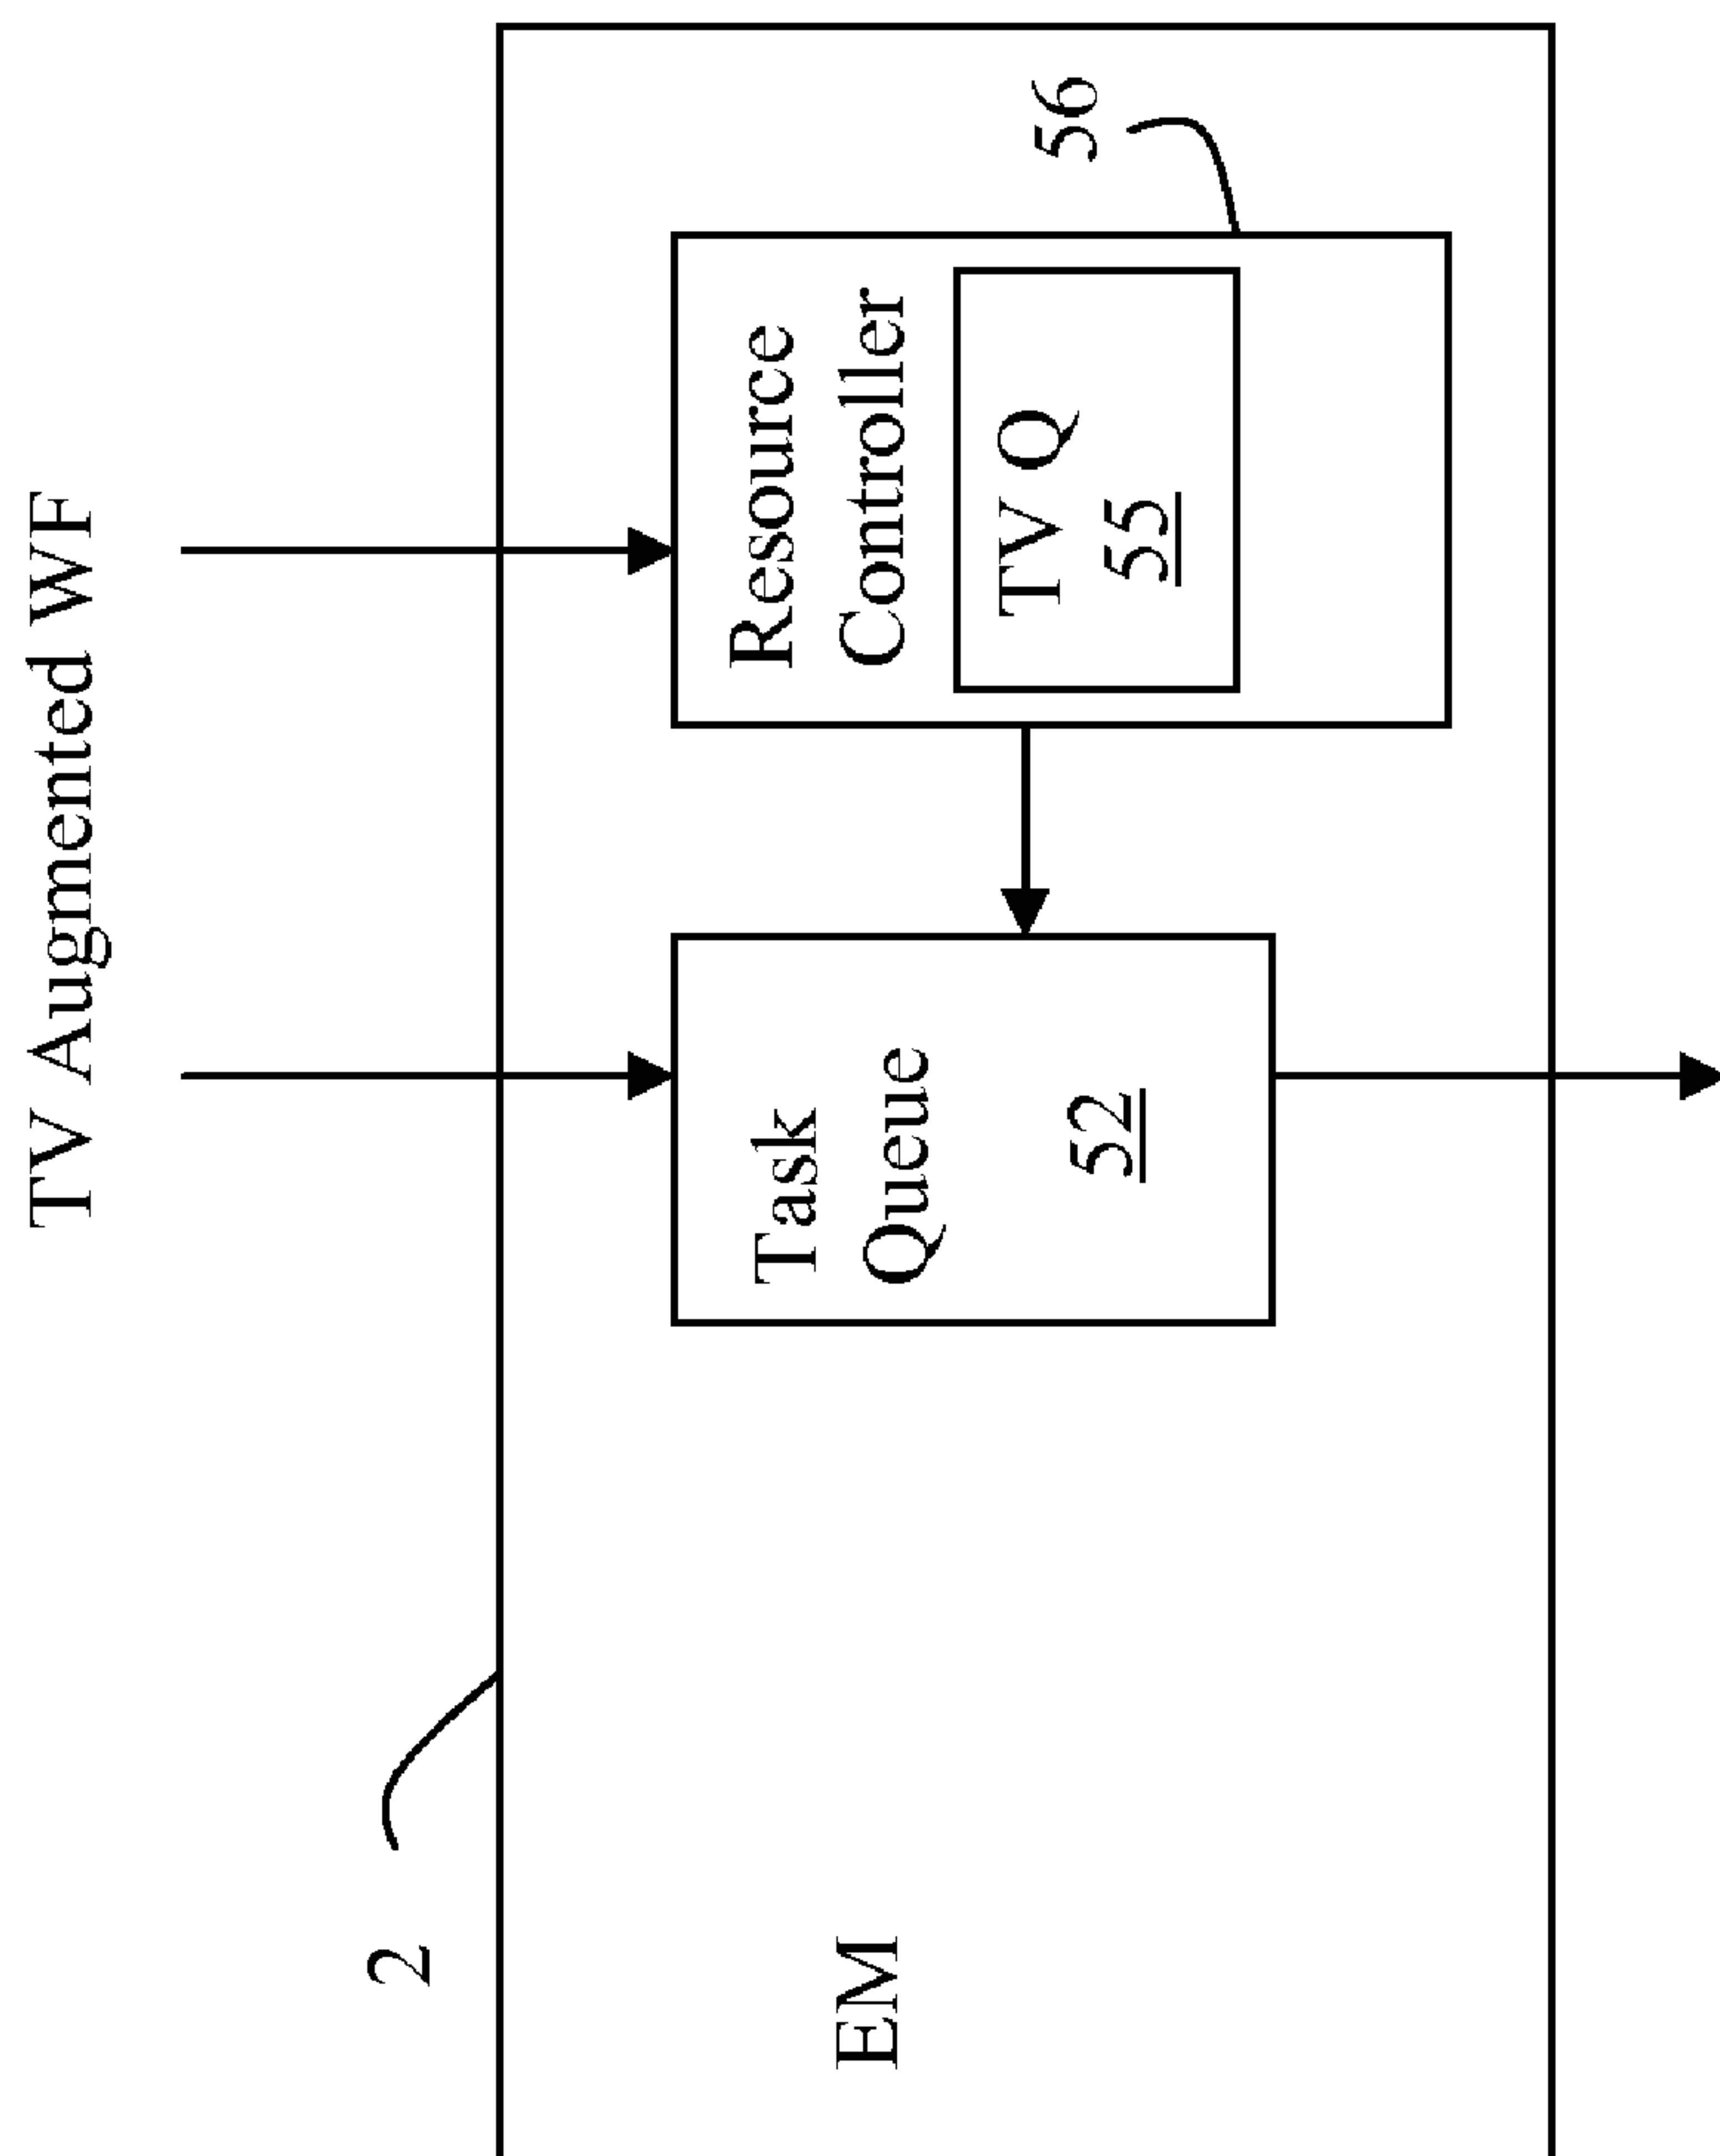 TV Augmented WF
2
EM
Task
Queue
52
Resource
Controller
TV Q
55
56